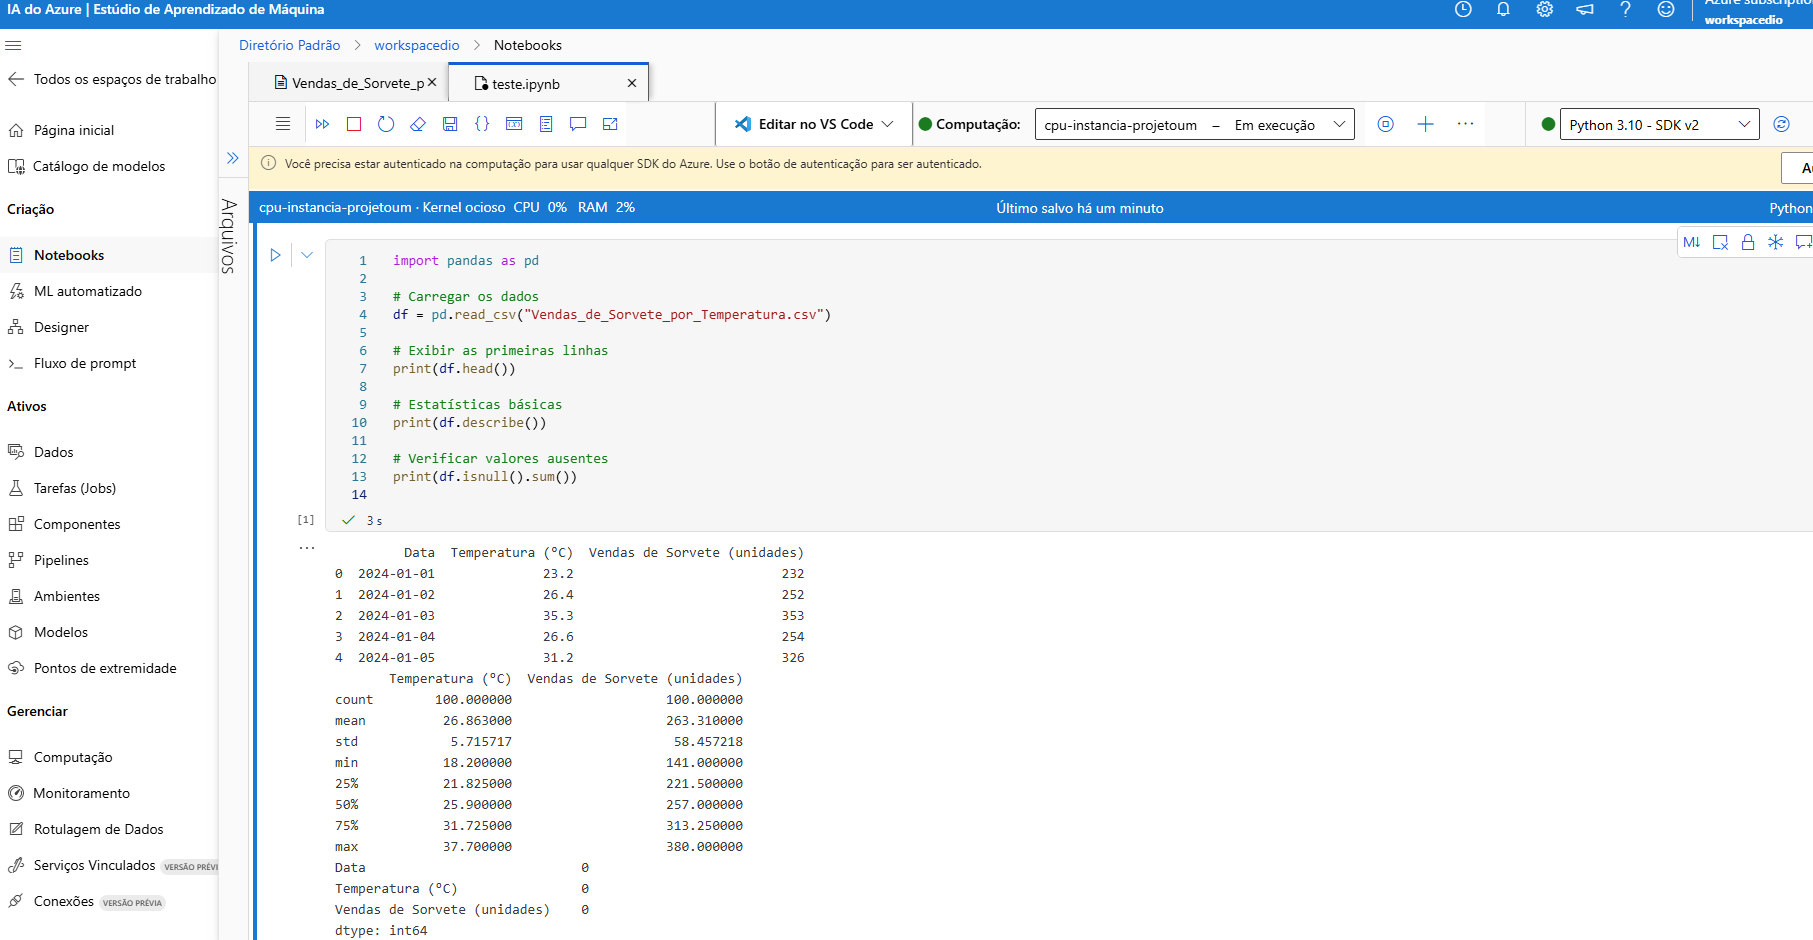 IA do Azure | Estúdio de Aprendizado de Máquina
workspacedio
Diretório Padrão > workspacedio > Notebooks
Todos os espaços de trabalho
Página inicial
Catálogo de modelos
Criação
Notebooks
ML automatizado
Designer
Fluxo de prompt
Ativos
Dados
Tarefas (Jobs)
Componentes
Pipelines
Ambientes
Modelos
Pontos de extremidade
Gerenciar
Computação
Monitoramento
Rotulagem de Dados
Serviços Vinculados VERSÃO PRÉVI
Conexões VERSÃO PRÉVIA
Arquivos
Vendas_de_Sorvete_p
teste.ipynb
Editar no VS Code
Computação:
cpu-instancia-projetoum – Em execução
Python 3.10 - SDK v2
Você precisa estar autenticado na computação para usar qualquer SDK do Azure. Use o botão de autenticação para ser autenticado.
cpu-instancia-projetoum · Kernel ocioso CPU 0% RAM 2%
Último salvo há um minuto
Python
M↓
1 import pandas as pd
2
3 # Carregar os dados
4 df = pd.read_csv("Vendas_de_Sorvete_por_Temperatura.csv")
5
6 # Exibir as primeiras linhas
7 print(df.head())
8
9 # Estatísticas básicas
10 print(df.describe())
11
12 # Verificar valores ausentes
13 print(df.isnull().sum())
14
[1] 3 s
Data Temperatura (°C) Vendas de Sorvete (unidades)
0 2024-01-01 23.2 232
1 2024-01-02 26.4 252
2 2024-01-03 35.3 353
3 2024-01-04 26.6 254
4 2024-01-05 31.2 326
Temperatura (°C) Vendas de Sorvete (unidades)
count 100.000000 100.000000
mean 26.863000 263.310000
std 5.715717 58.457218
min 18.200000 141.000000
25% 21.825000 221.500000
50% 25.900000 257.000000
75% 31.725000 313.250000
max 37.700000 380.000000
Data 0
Temperatura (°C) 0
Vendas de Sorvete (unidades) 0
dtype: int64